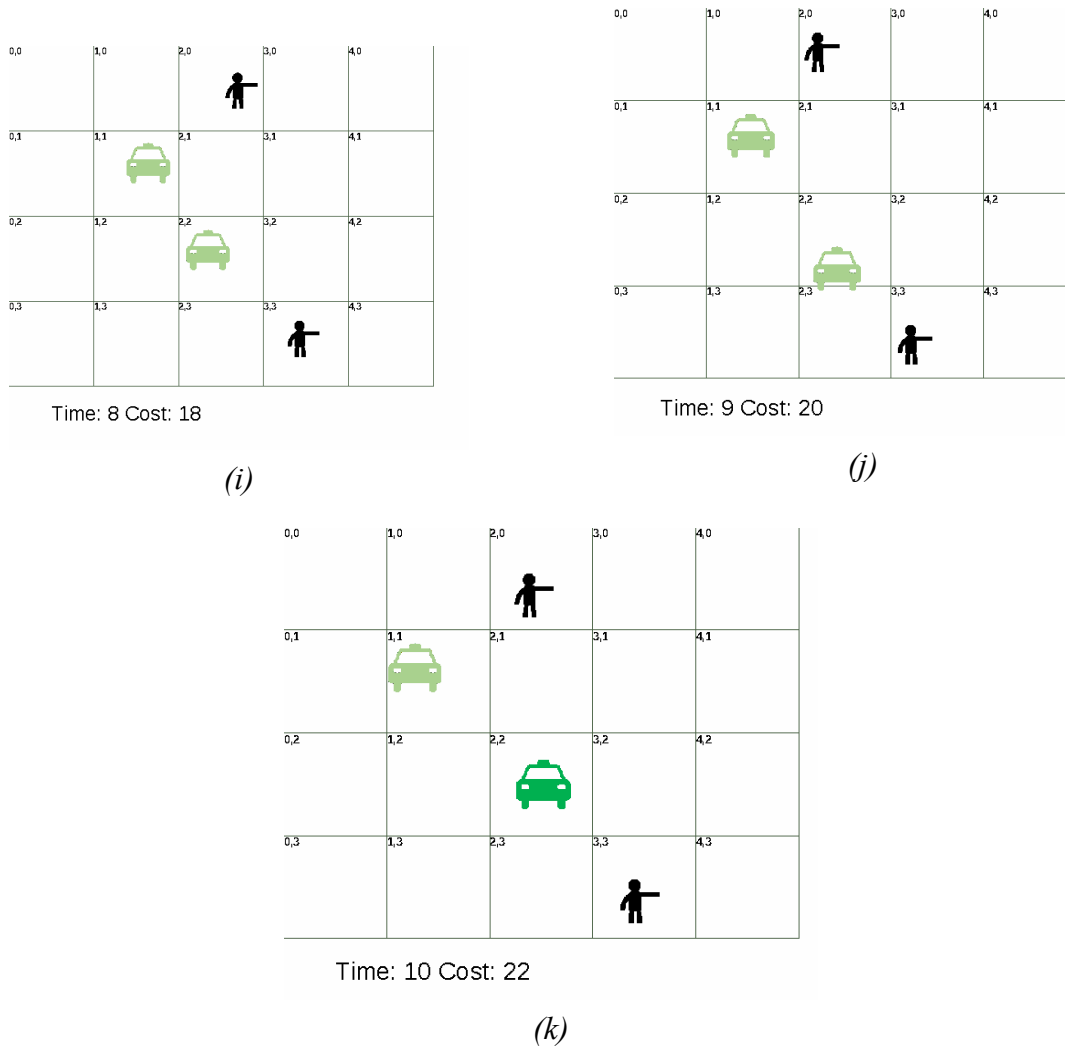 0,0 1,0 2,0 3,0 4,0
0,1 1,1 2,1 3,1 4,1
0,2 1,2 2,2 3,2 4,2
0,3 1,3 2,3 3,3 4,3
Time: 8 Cost: 18
(i)
0,0 1,0 2,0 3,0 4,0
0,1 1,1 2,1 3,1 4,1
0,2 1,2 2,2 3,2 4,2
0,3 1,3 2,3 3,3 4,3
Time: 9 Cost: 20
(j)
0,0 1,0 2,0 3,0 4,0
0,1 1,1 2,1 3,1 4,1
0,2 1,2 2,2 3,2 4,2
0,3 1,3 2,3 3,3 4,3
Time: 10 Cost: 22
(k)